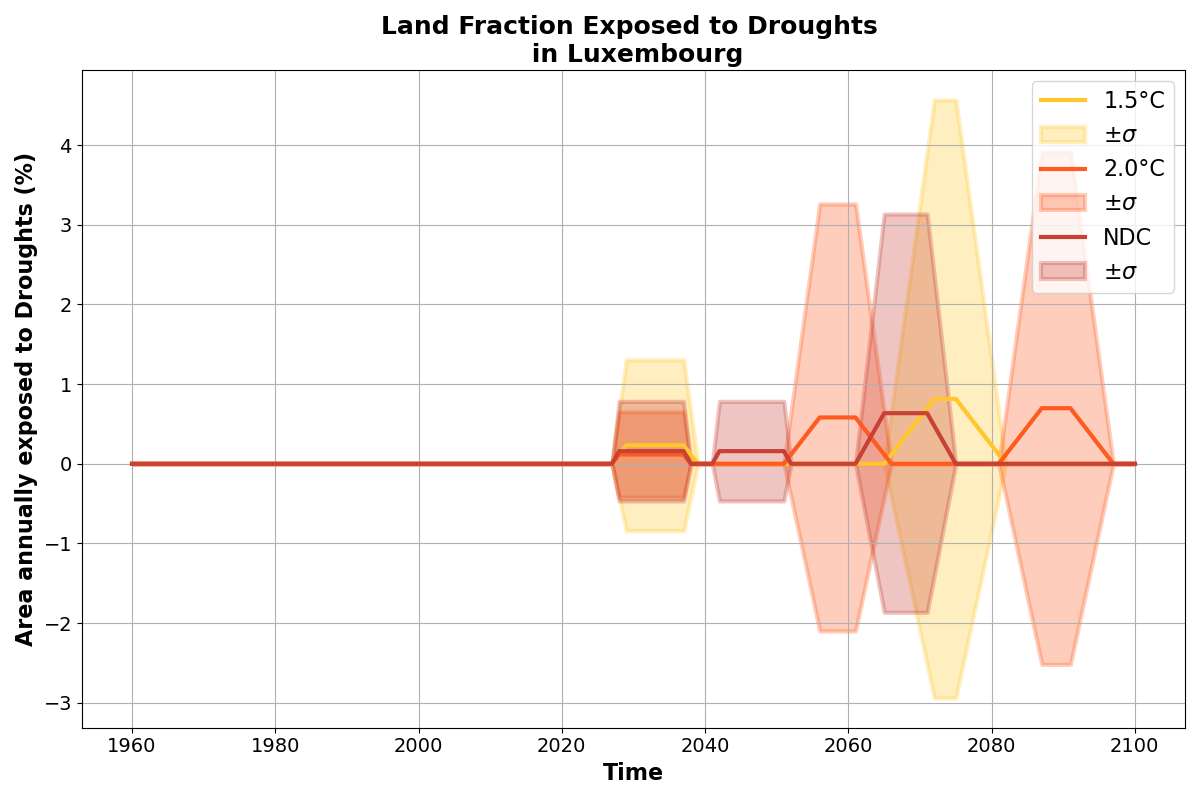 Land Fraction Exposed to Droughts
in Luxembourg
Area annually exposed to Droughts (%)
4
3
2
1
0
−1
−2
−3
1960
1980
2000
2020
2040
2060
2080
2100
Time
1.5°C
±σ
2.0°C
±σ
NDC
±σ